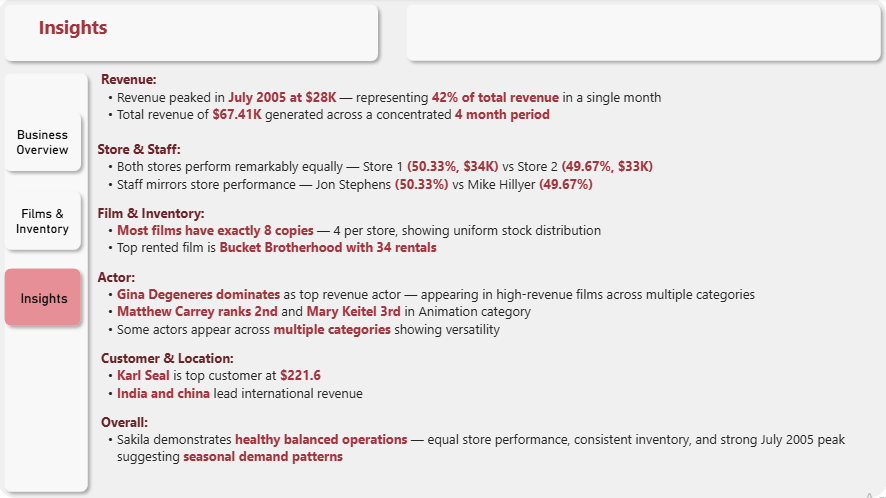 Insights
Business
Overview
Films &
Inventory
Insights
Revenue:
• Revenue peaked in July 2005 at $28K — representing 42% of total revenue in a single month
• Total revenue of $67.41K generated across a concentrated 4 month period
Store & Staff:
• Both stores perform remarkably equally — Store 1 (50.33%, $34K) vs Store 2 (49.67%, $33K)
• Staff mirrors store performance — Jon Stephens (50.33%) vs Mike Hillyer (49.67%)
Film & Inventory:
• Most films have exactly 8 copies — 4 per store, showing uniform stock distribution
• Top rented film is Bucket Brotherhood with 34 rentals
Actor:
• Gina Degeneres dominates as top revenue actor — appearing in high-revenue films across multiple categories
• Matthew Carrey ranks 2nd and Mary Keitel 3rd in Animation category
• Some actors appear across multiple categories showing versatility
Customer & Location:
• Karl Seal is top customer at $221.6
• India and china lead international revenue
Overall:
• Sakila demonstrates healthy balanced operations — equal store performance, consistent inventory, and strong July 2005 peak
suggesting seasonal demand patterns